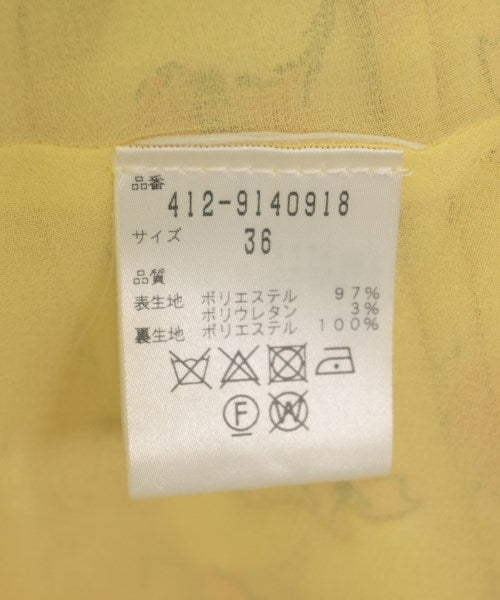 品番
412-9140918
サイズ 36
品質
表生地 ポリエステル 97%
ポリウレタン 3%
裏生地 ポリエステル 100%
F W